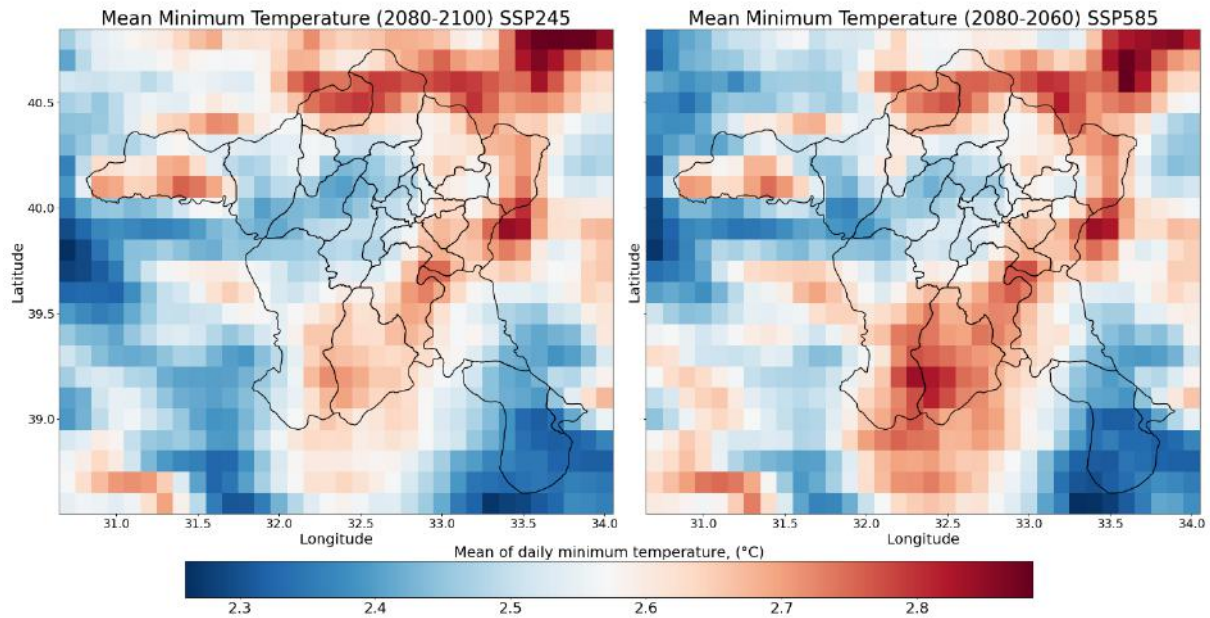 Mean Minimum Temperature (2080-2100) SSP245
Mean Minimum Temperature (2080-2060) SSP585
40.5
40.0
39.5
39.0
Latitude
31.0 31.5 32.0 32.5 33.0 33.5 34.0
Longitude
40.5
40.0
39.5
39.0
Latitude
31.0 31.5 32.0 32.5 33.0 33.5 34.0
Longitude
Mean of daily minimum temperature, (°C)
2.3 2.4 2.5 2.6 2.7 2.8